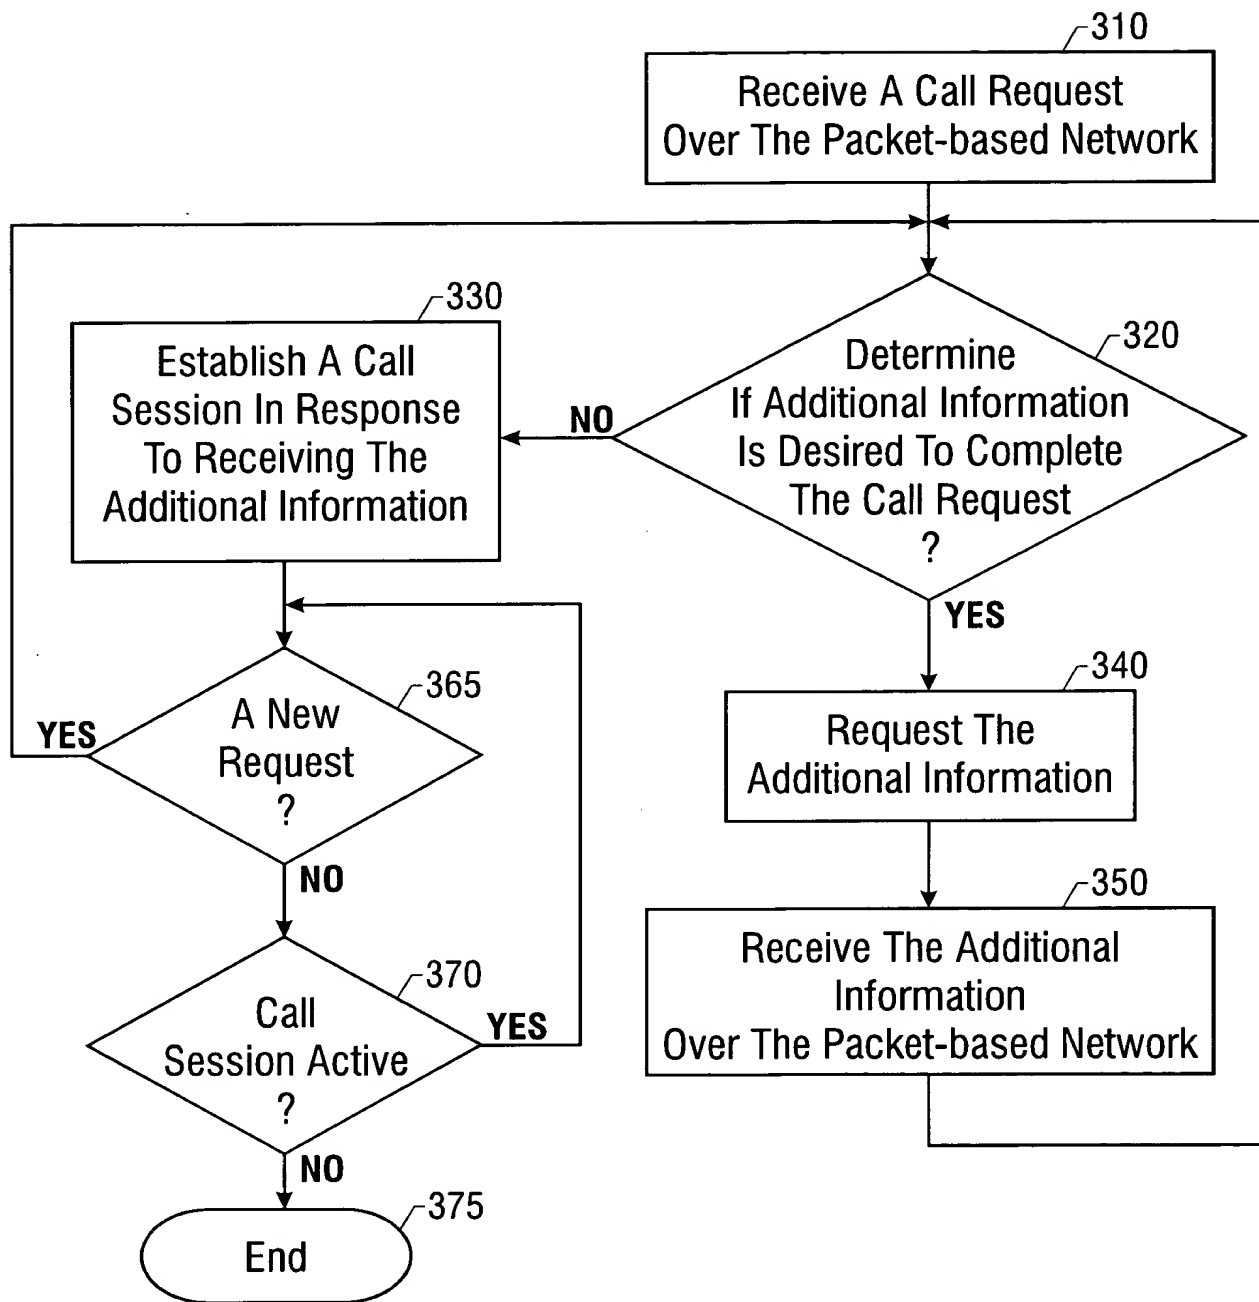 310
Receive A Call Request
Over The Packet-based Network
320
Determine
If Additional Information
Is Desired To Complete
The Call Request
?
NO
YES
330
Establish A Call
Session In Response
To Receiving The
Additional Information
340
Request The
Additional Information
350
Receive The Additional
Information
Over The Packet-based Network
365
A New
Request
?
YES
NO
370
Call
Session Active
?
YES
NO
375
End